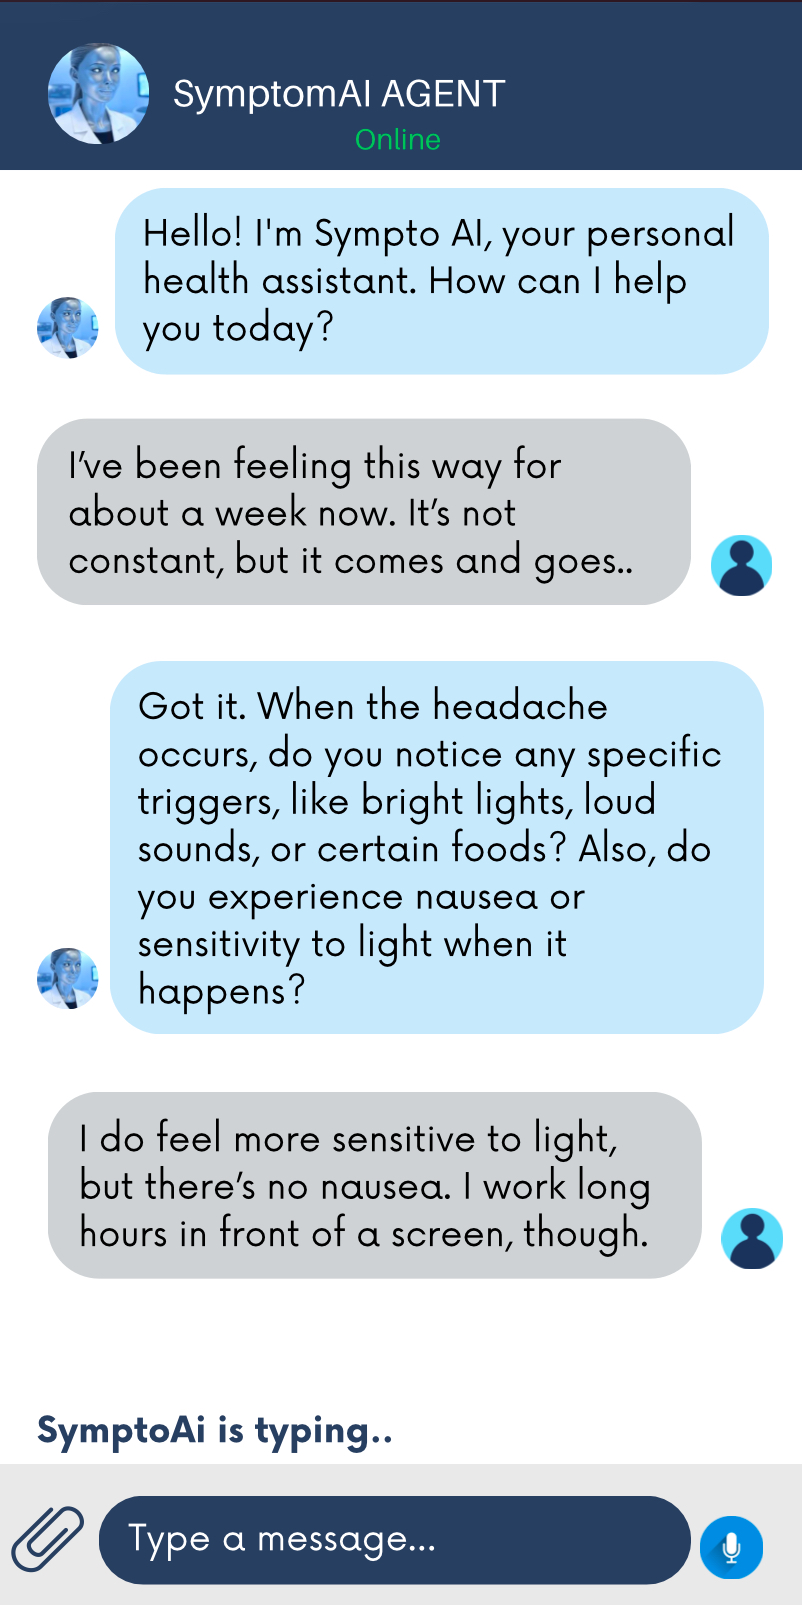 SymptomAI AGENT
Online
Hello! I'm Sympto AI, your personal
health assistant. How can I help
you today?
I’ve been feeling this way for
about a week now. It’s not
constant, but it comes and goes..
Got it. When the headache
occurs, do you notice any specific
triggers, like bright lights, loud
sounds, or certain foods? Also, do
you experience nausea or
sensitivity to light when it
happens?
I do feel more sensitive to light,
but there’s no nausea. I work long
hours in front of a screen, though.
SymptoAi is typing..
Type a message...